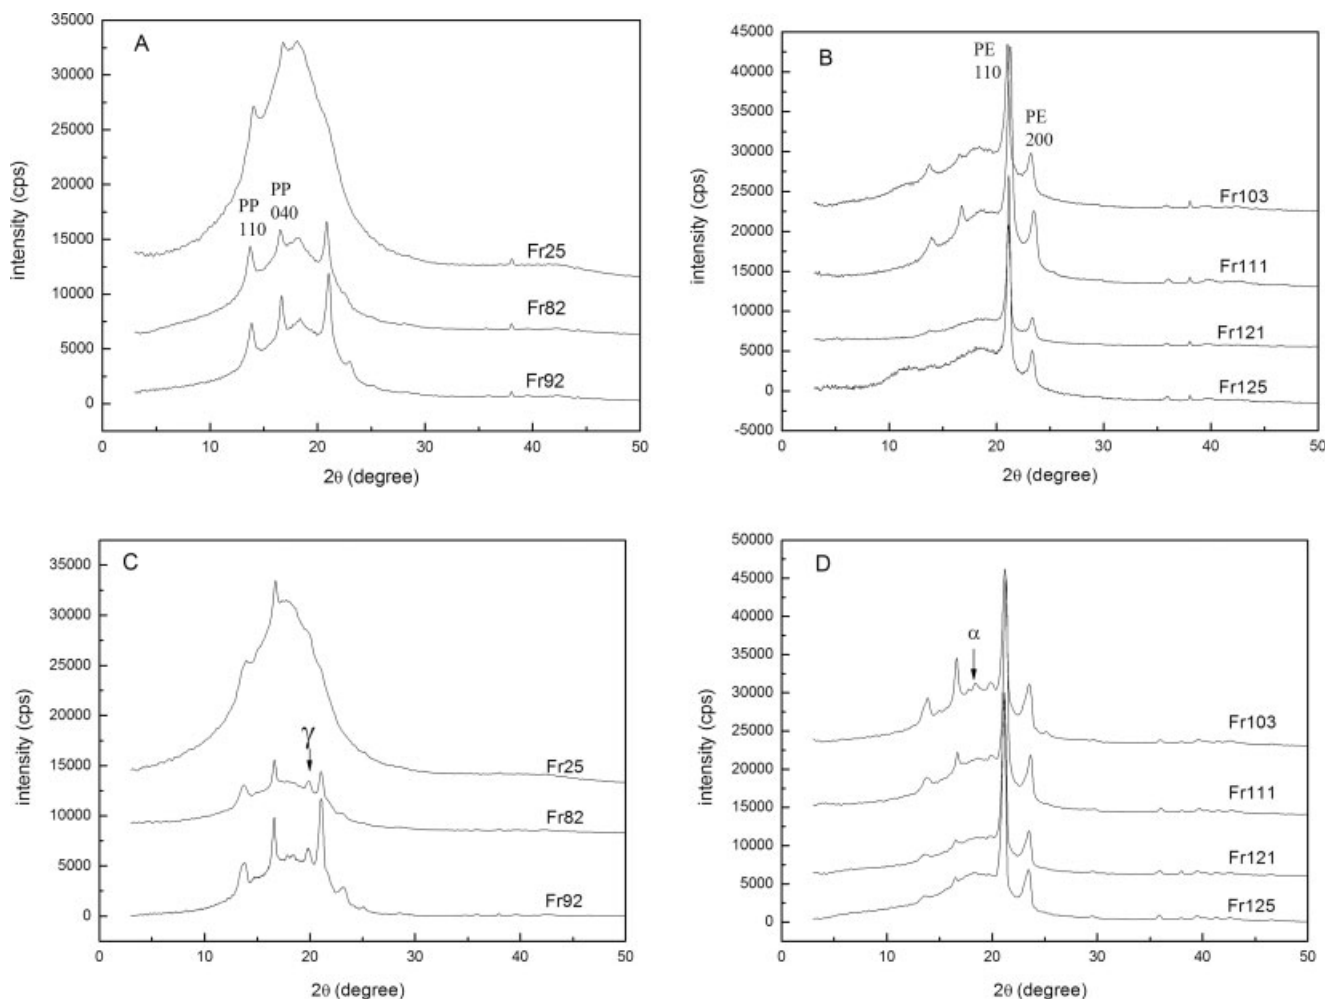 A
intensity (cps)
35000
30000
25000
20000
15000
10000
5000
0
PP
110
PP
040
Fr25
Fr82
Fr92
0 10 20 30 40 50
2θ (degree)
B
intensity (cps)
45000
40000
35000
30000
25000
20000
15000
10000
5000
0
-5000
PE
110
PE
200
Fr103
Fr111
Fr121
Fr125
0 10 20 30 40 50
2θ (degree)
C
intensity (cps)
35000
30000
25000
20000
15000
10000
5000
0
γ
Fr25
Fr82
Fr92
0 10 20 30 40 50
2θ (degree)
D
intensity (cps)
50000
45000
40000
35000
30000
25000
20000
15000
10000
5000
0
α
Fr103
Fr111
Fr121
Fr125
0 10 20 30 40 50
2θ (degree)